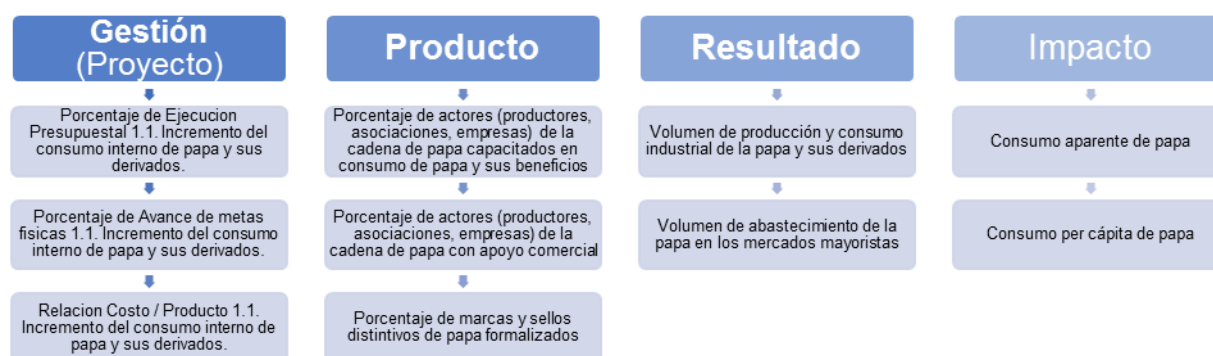 Gestión
(Proyecto)
Porcentaje de Ejecucion
Presupuestal 1.1. Incremento del
consumo interno de papa y sus
derivados.
Porcentaje de Avance de metas
fisicas 1.1. Incremento del consumo
interno de papa y sus derivados.
Relacion Costo / Producto 1.1.
Incremento del consumo interno de
papa y sus derivados.
Producto
Porcentaje de actores (productores,
asociaciones, empresas) de la
cadena de papa capacitados en
consumo de papa y sus beneficios
Porcentaje de actores (productores,
asociaciones, empresas) de la
cadena de papa con apoyo comercial
Porcentaje de marcas y sellos
distintivos de papa formalizados
Resultado
Volumen de producción y consumo
industrial de la papa y sus derivados
Volumen de abastecimiento de la
papa en los mercados mayoristas
Impacto
Consumo aparente de papa
Consumo per cápita de papa